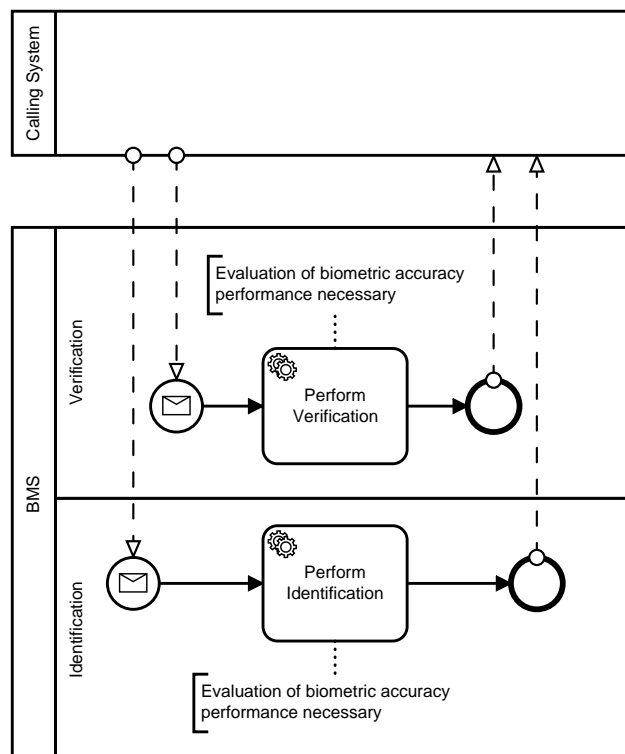 Calling System
BMS
Verification
Evaluation of biometric accuracy
performance necessary
Perform
Verification
Identification
Perform
Identification
Evaluation of biometric accuracy
performance necessary